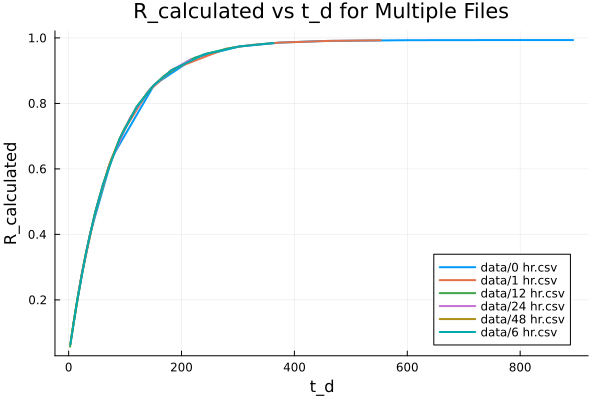 R_calculated vs t_d for Multiple Files
1.0
0.8
0.6
0.4
0.2
R_calculated
data/0 hr.csv
data/1 hr.csv
data/12 hr.csv
data/24 hr.csv
data/48 hr.csv
data/6 hr.csv
0 200 400 600 800
t_d